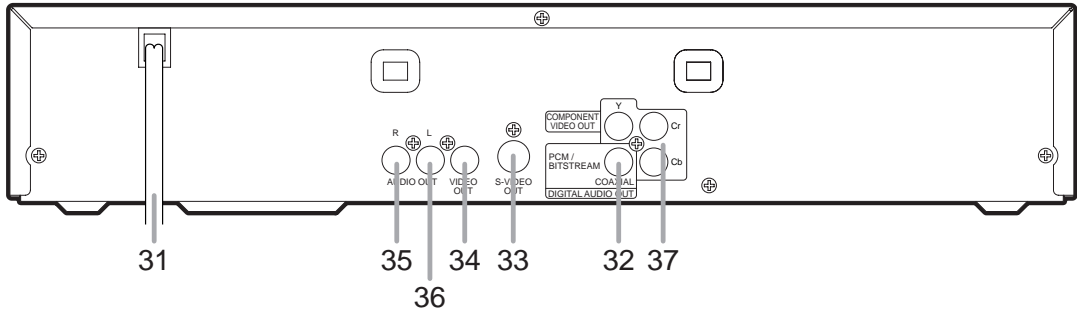 Y
COMPONENT
VIDEO OUT
Cr
R L
PCM /
BITSTREAM
Cb
COAXIAL
AUDIO OUT
VIDEO
OUT
S-VIDEO
OUT
DIGITAL AUDIO OUT
31 35 34 33 32 37
36